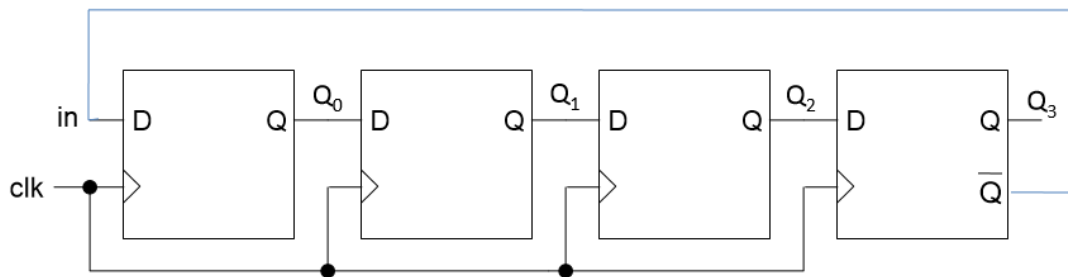 Q₀ Q₁ Q₂ Q₃
in D Q D Q D Q D Q
clk Q̅